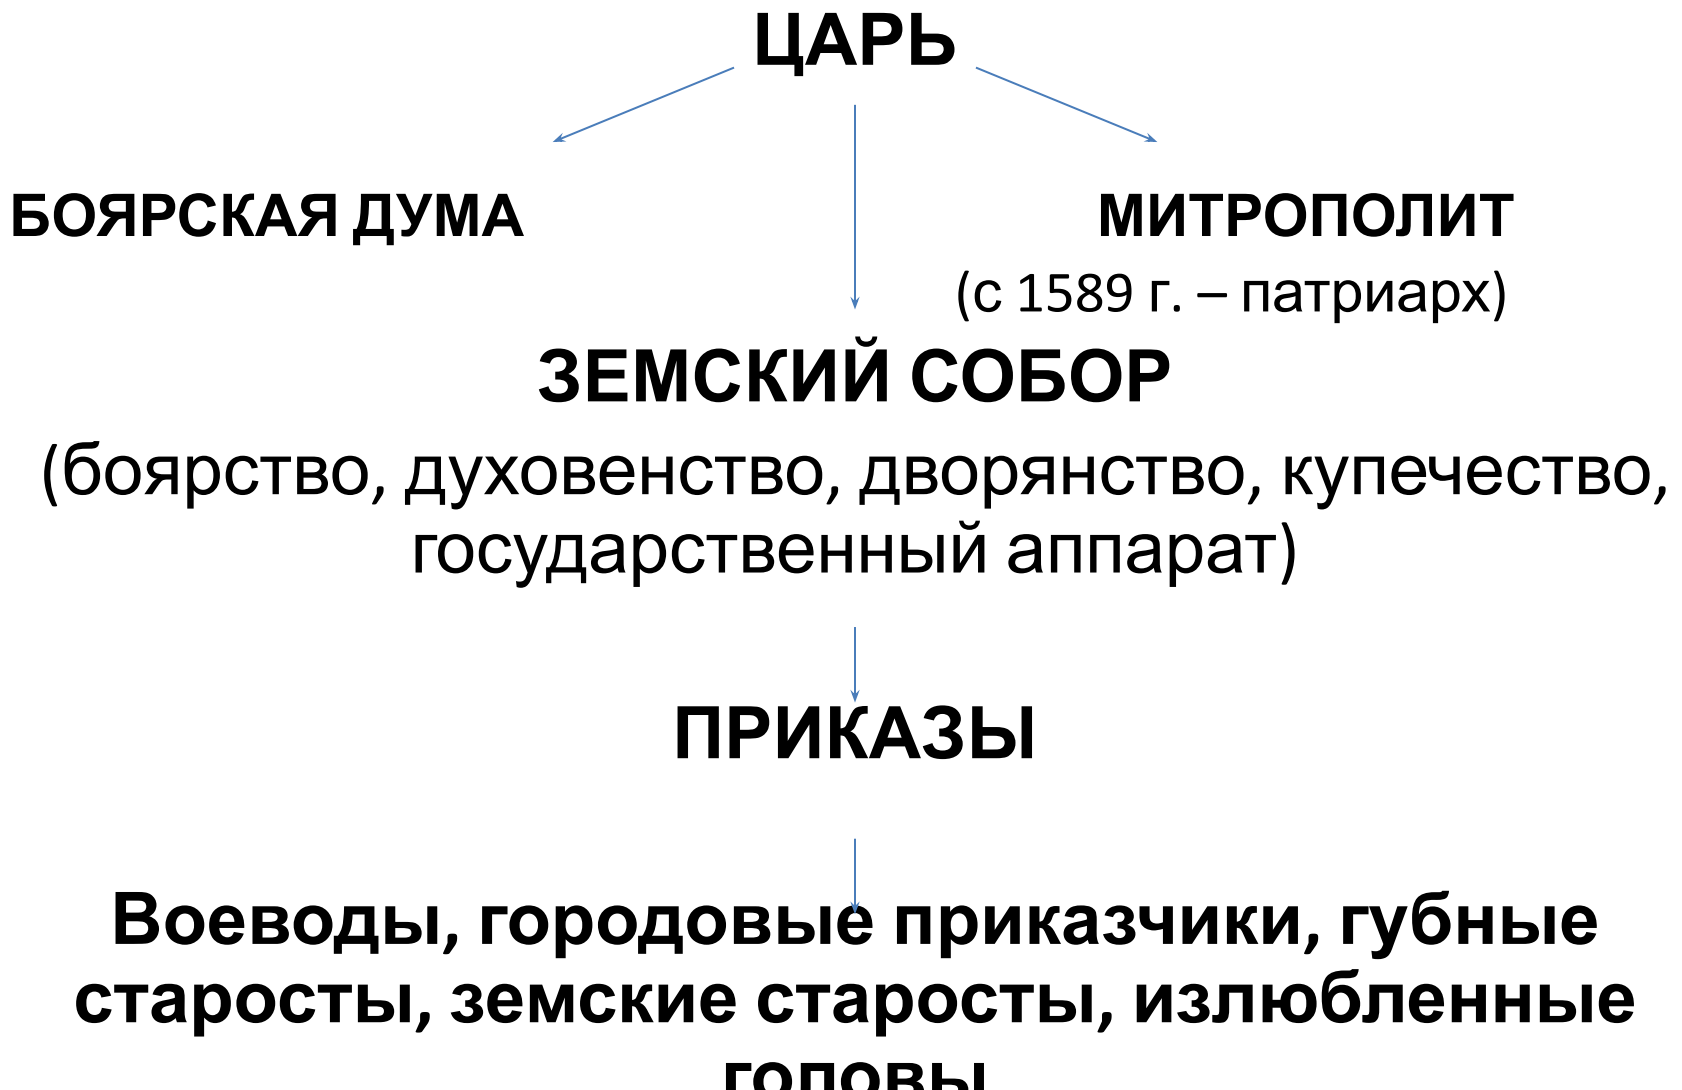 ЦАРЬ
БОЯРСКАЯ ДУМА МИТРОПОЛИТ
(с 1589 г. – патриарх)
ЗЕМСКИЙ СОБОР
(боярство, духовенство, дворянство, купечество,
государственный аппарат)
ПРИКАЗЫ
Воеводы, городовые приказчики, губные
старосты, земские старосты, излюбленные
головы